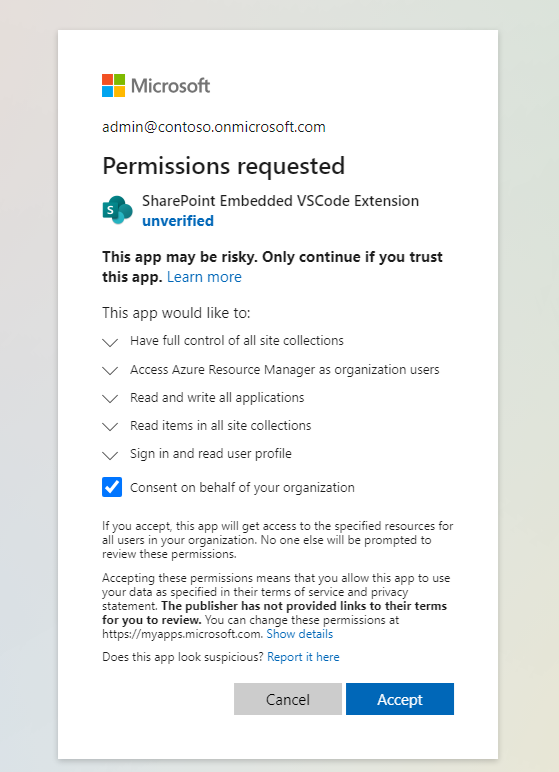 Microsoft
admin@contoso.onmicrosoft.com
Permissions requested
S
SharePoint Embedded VSCode Extension
unverified
This app may be risky. Only continue if you trust
this app. Learn more
This app would like to:
Have full control of all site collections
Access Azure Resource Manager as organization users
Read and write all applications
Read items in all site collections
Sign in and read user profile
Consent on behalf of your organization
If you accept, this app will get access to the specified resources for
all users in your organization. No one else will be prompted to
review these permissions.
Accepting these permissions means that you allow this app to use
your data as specified in their terms of service and privacy
statement. The publisher has not provided links to their terms
for you to review. You can change these permissions at
https://myapps.microsoft.com. Show details
Does this app look suspicious? Report it here
Cancel
Accept